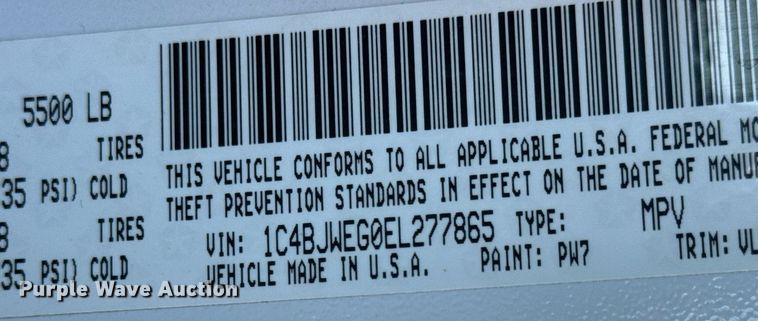 5500 LB
8 TIRES
35 PSI) COLD
8 TIRES
35 PSI) COLD
THIS VEHICLE CONFORMS TO ALL APPLICABLE U.S.A. FEDERAL MO
THEFT PREVENTION STANDARDS IN EFFECT ON THE DATE OF MANUF
VIN: 1C4BJWEG0EL277865 TYPE: MPV
VEHICLE MADE IN U.S.A. PAINT: PW7 TRIM: VL
Purple Wave Auction